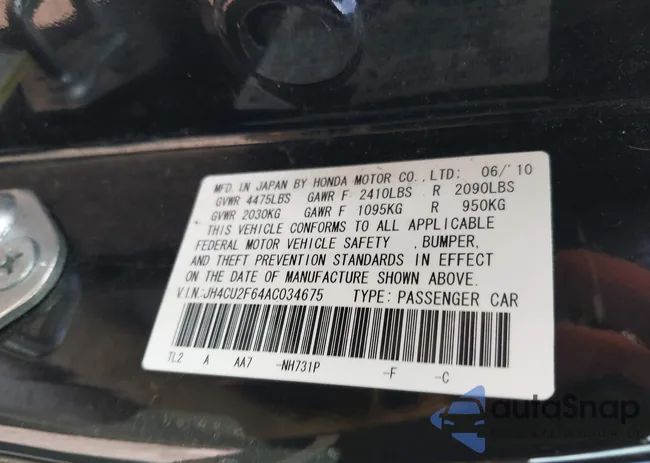 MFD. IN JAPAN BY HONDA MOTOR CO.,LTD: 06/'10
GVWR 4475LBS GAWR F 2410LBS R 2090LBS
GVWR 2030KG GAWR F 1095KG R 950KG
THIS VEHICLE CONFORMS TO ALL APPLICABLE
FEDERAL MOTOR VEHICLE SAFETY , BUMPER,
AND THEFT PREVENTION STANDARDS IN EFFECT
ON THE DATE OF MANUFACTURE SHOWN ABOVE.
V.I.N.:JH4CU2F64AC034675 TYPE: PASSENGER CAR
TL2 A AA7 -NH731P -F -C
autoSnap